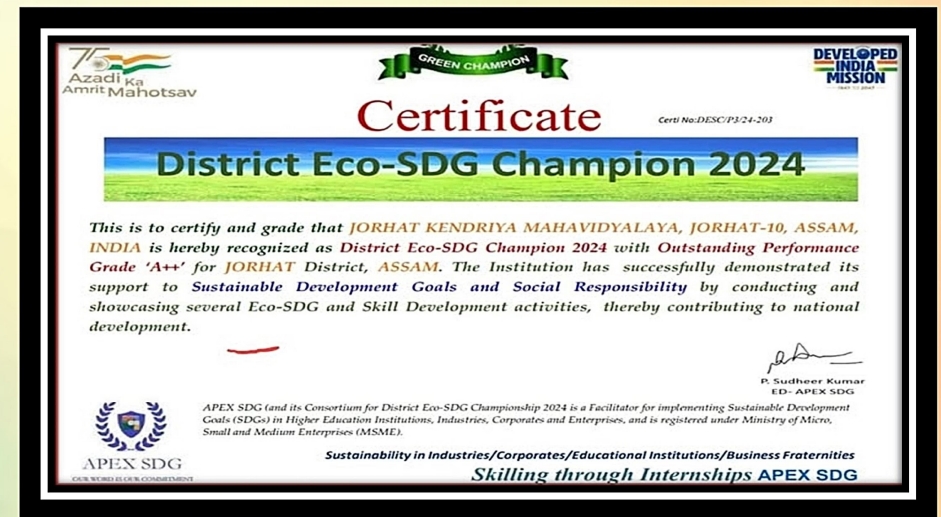 75
Azadi Ka
Amrit Mahotsav
GREEN CHAMPION
DEVELOPED
INDIA
MISSION
Certificate
Certi No:DESC/P3/24-203
District Eco-SDG Champion 2024
This is to certify and grade that JORHAT KENDRIYA MAHAVIDYALAYA, JORHAT-10, ASSAM,
INDIA is hereby recognized as District Eco-SDG Champion 2024 with Outstanding Performance
Grade ‘A++’ for JORHAT District, ASSAM. The Institution has successfully demonstrated its
support to Sustainable Development Goals and Social Responsibility by conducting and
showcasing several Eco-SDG and Skill Development activities, thereby contributing to national
development.
P. Sudheer Kumar
ED- APEX SDG
APEX SDG (and its Consortium for District Eco-SDG Championship 2024 is a Facilitator for implementing Sustainable Development
Goals (SDGs) in Higher Education Institutions, Industries, Corporates and Enterprises, and is registered under Ministry of Micro,
Small and Medium Enterprises (MSME).
APEX SDG
OUR WORD IS OUR COMMITMENT
Sustainability in Industries/Corporates/Educational Institutions/Business Fraternities
Skilling through Internships APEX SDG